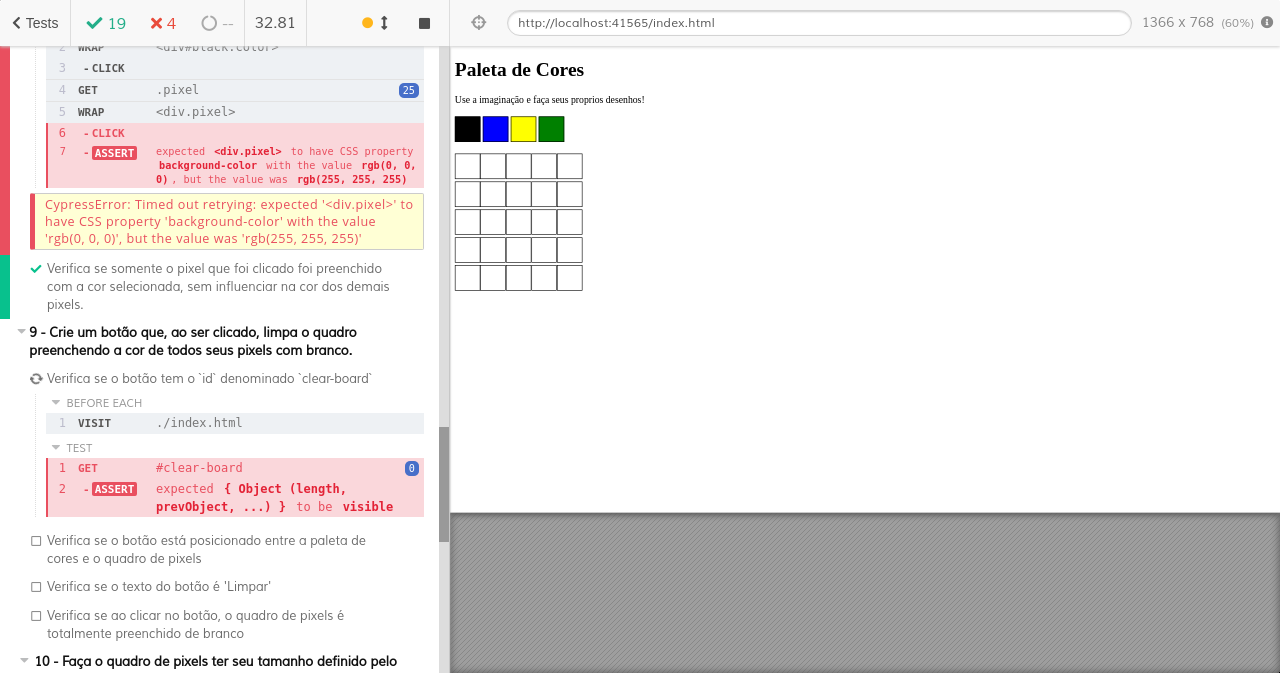 Tests 19 4 -- 32.81
http://localhost:41565/index.html 1366 x 768 (60%)
2 WRAP <div#black.color>
3 -CLICK
4 GET .pixel 25
5 WRAP <div.pixel>
6 -CLICK
7 -ASSERT expected <div.pixel> to have CSS property
background-color with the value rgb(0, 0,
0), but the value was rgb(255, 255, 255)
CypressError: Timed out retrying: expected '<div.pixel>' to
have CSS property 'background-color' with the value
'rgb(0, 0, 0)', but the value was 'rgb(255, 255, 255)'
Verifica se somente o pixel que foi clicado foi preenchido
com a cor selecionada, sem influenciar na cor dos demais
pixels.
9 - Crie um botão que, ao ser clicado, limpa o quadro
preenchendo a cor de todos seus pixels com branco.
Verifica se o botão tem o `id` denominado `clear-board`
BEFORE EACH
1 VISIT ./index.html
TEST
1 GET #clear-board 0
2 -ASSERT expected { Object (length,
prevObject, ...) } to be visible
Verifica se o botão está posicionado entre a paleta de
cores e o quadro de pixels
Verifica se o texto do botão é 'Limpar'
Verifica se ao clicar no botão, o quadro de pixels é
totalmente preenchido de branco
10 - Faça o quadro de pixels ter seu tamanho definido pelo
Paleta de Cores
Use a imaginação e faça seus proprios desenhos!